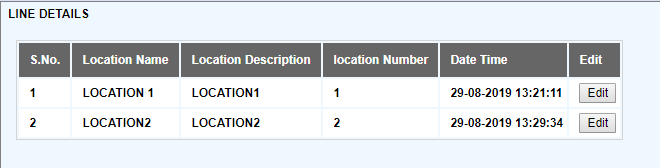 LINE DETAILS
S.No. Location Name Location Description location Number Date Time Edit
1 LOCATION 1 LOCATION1 1 29-08-2019 13:21:11 Edit
2 LOCATION2 LOCATION2 2 29-08-2019 13:29:34 Edit